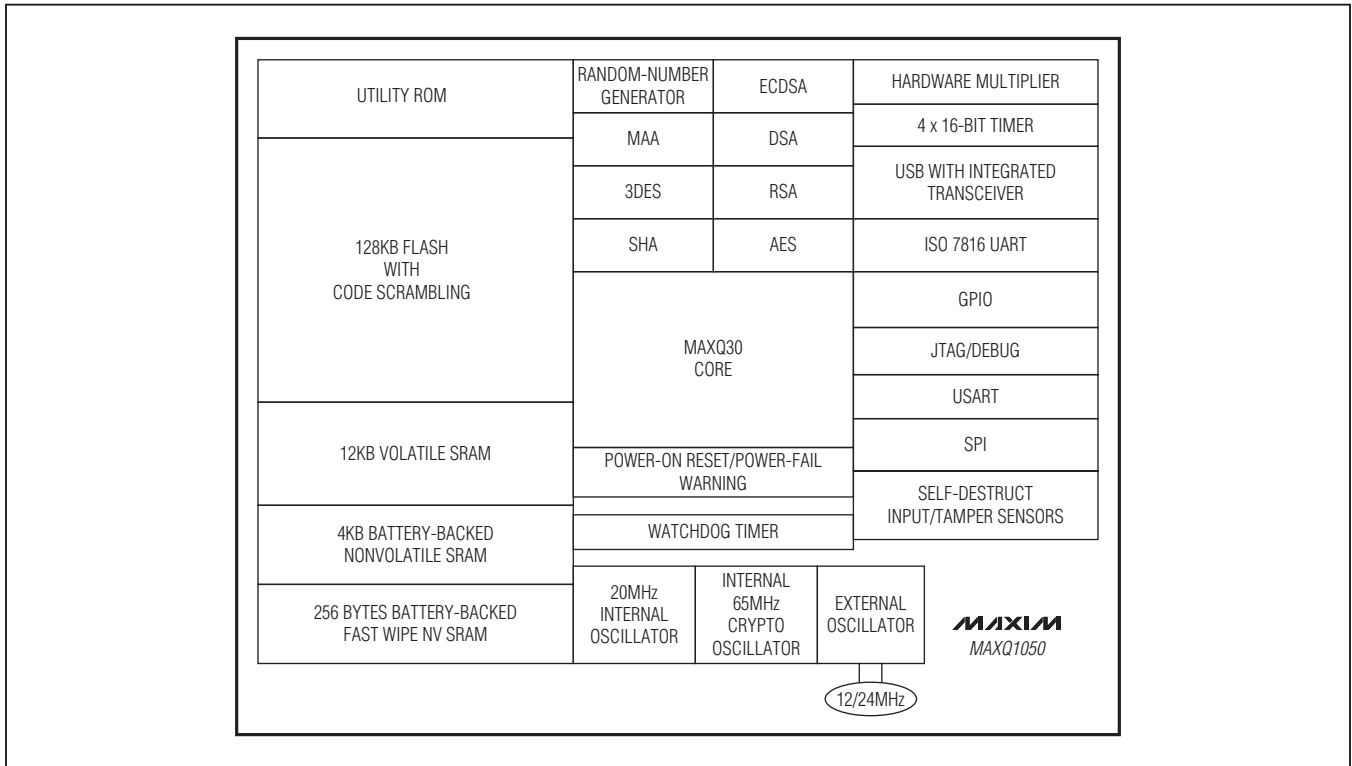 UTILITY ROM
128KB FLASH
WITH
CODE SCRAMBLING
12KB VOLATILE SRAM
4KB BATTERY-BACKED
NONVOLATILE SRAM
256 BYTES BATTERY-BACKED
FAST WIPE NV SRAM
RANDOM-NUMBER
GENERATOR
ECDSA
MAA
DSA
3DES
RSA
SHA
AES
MAXQ30
CORE
POWER-ON RESET/POWER-FAIL
WARNING
WATCHDOG TIMER
20MHz
INTERNAL
OSCILLATOR
INTERNAL
65MHz
CRYPTO
OSCILLATOR
EXTERNAL
OSCILLATOR
12/24MHz
HARDWARE MULTIPLIER
4 x 16-BIT TIMER
USB WITH INTEGRATED
TRANSCEIVER
ISO 7816 UART
GPIO
JTAG/DEBUG
USART
SPI
SELF-DESTRUCT
INPUT/TAMPER SENSORS
MAXIM
MAXQ1050